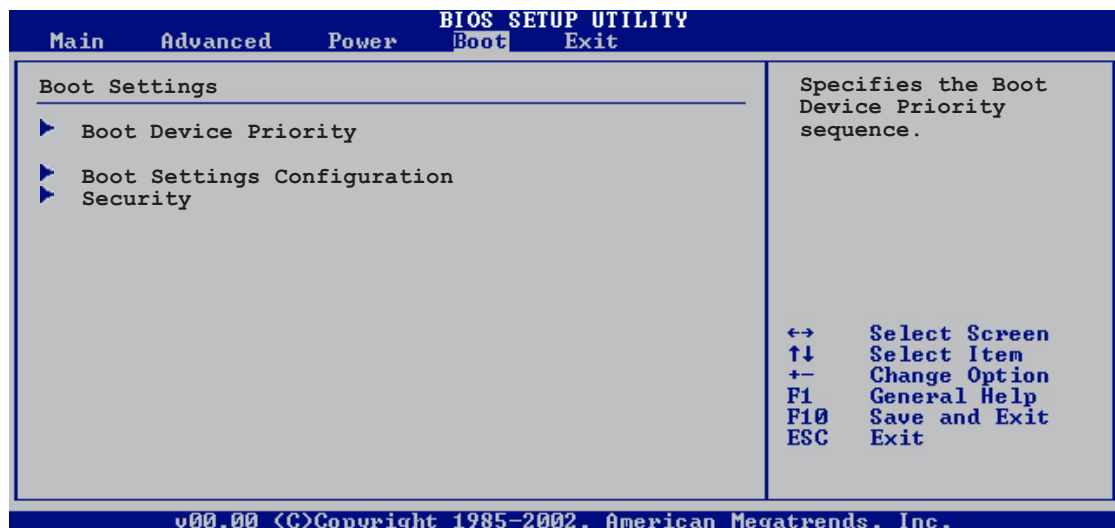 BIOS SETUP UTILITY
Main Advanced Power Boot Exit
Boot Settings
Boot Device Priority
Boot Settings Configuration
Security
Specifies the Boot
Device Priority
sequence.
←→ Select Screen
↑↓ Select Item
+- Change Option
F1 General Help
F10 Save and Exit
ESC Exit
v00.00 (C)Copyright 1985-2002, American Megatrends, Inc.